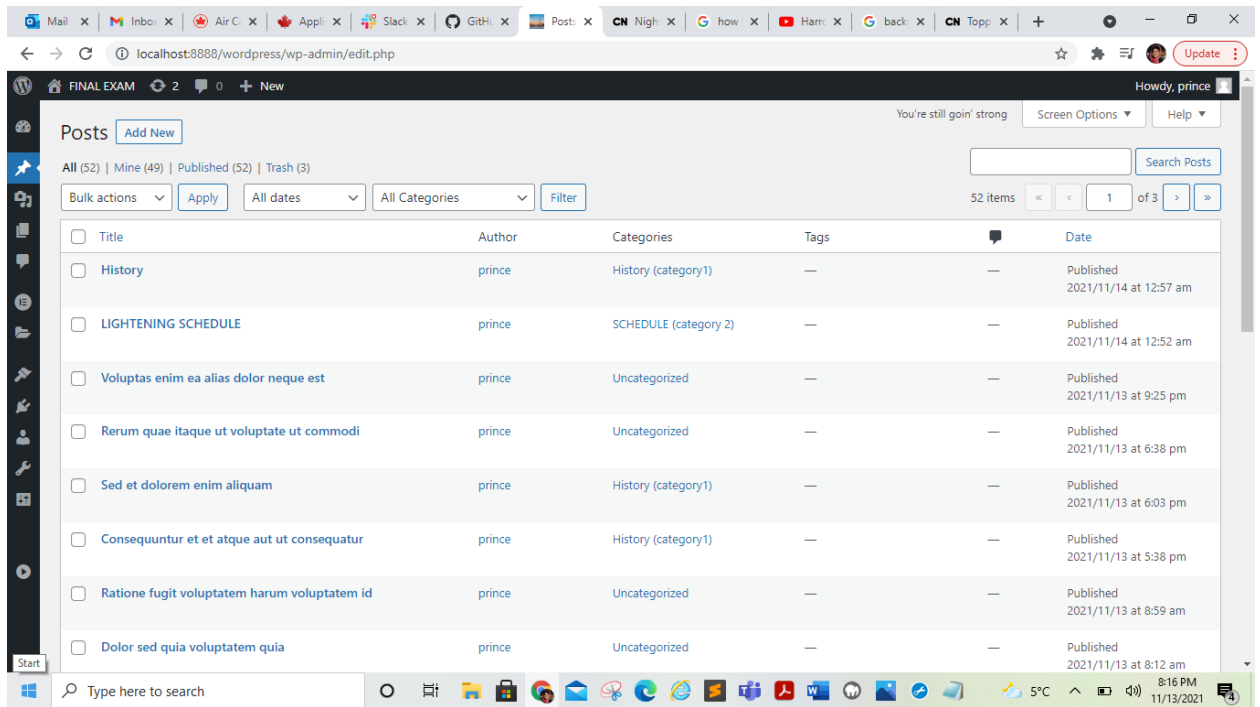 Mail Inbo Air C Appli Slack GitHu Posts CN Nigh how Harro back CN Topp
localhost:8888/wordpress/wp-admin/edit.php Update
FINAL EXAM 2 0 New Howdy, prince
Posts Add New You're still goin' strong Screen Options Help
All (52) | Mine (49) | Published (52) | Trash (3) Search Posts
Bulk actions Apply All dates All Categories Filter 52 items « ‹ 1 of 3 › »
Title Author Categories Tags Date
History prince History (category1) — — Published
2021/11/14 at 12:57 am
LIGHTENING SCHEDULE prince SCHEDULE (category 2) — — Published
2021/11/14 at 12:52 am
Voluptas enim ea alias dolor neque est prince Uncategorized — — Published
2021/11/13 at 9:25 pm
Rerum quae itaque ut voluptate ut commodi prince Uncategorized — — Published
2021/11/13 at 6:38 pm
Sed et dolorem enim aliquam prince History (category1) — — Published
2021/11/13 at 6:03 pm
Consequuntur et et atque aut ut consequatur prince History (category1) — — Published
2021/11/13 at 5:38 pm
Ratione fugit voluptatem harum voluptatem id prince Uncategorized — — Published
2021/11/13 at 8:59 am
Dolor sed quia voluptatem quia prince Uncategorized — — Published
2021/11/13 at 8:12 am
Start
Type here to search 5°C 8:16 PM
11/13/2021 4